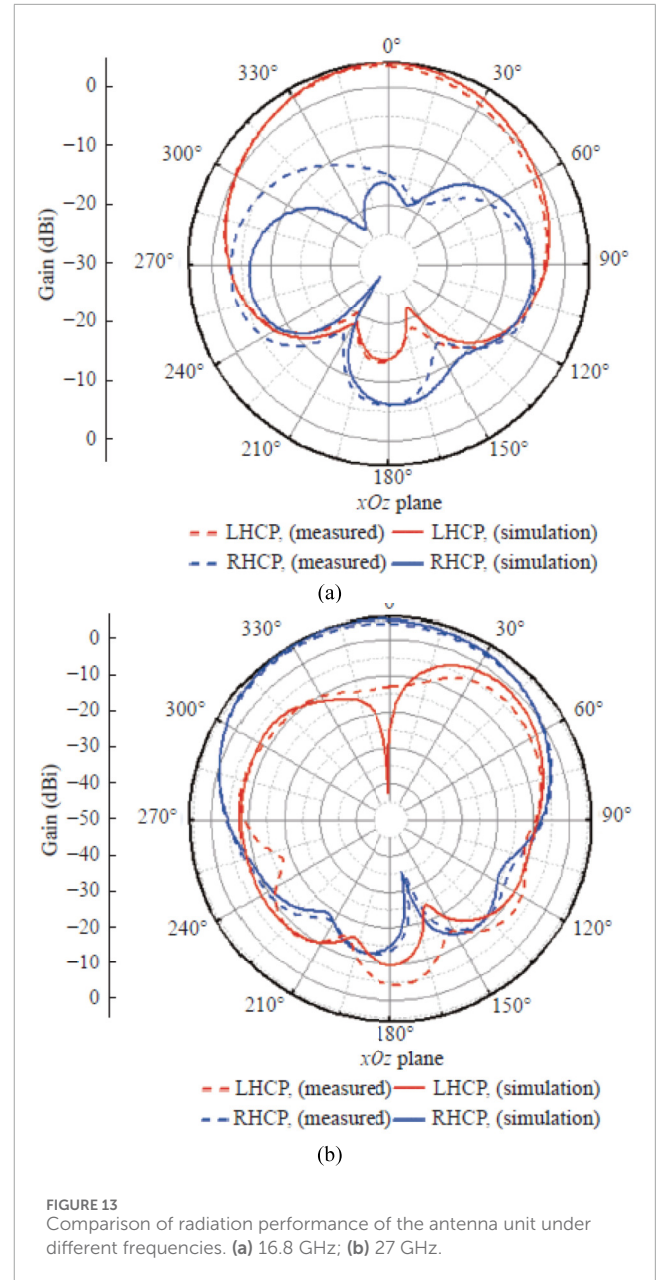 0°
330° 30°
0
−10
300° 60°
−20
Gain (dBi)
−30 270° 90°
−20
−10
240° 120°
0
210° 150°
180°
xOz plane
LHCP, (measured) LHCP, (simulation)
RHCP, (measured) RHCP, (simulation)
(a)
0
330° 30°
0
−10
−20 300° 60°
−30
−40
Gain (dBi)
−50 270° 90°
−40
−30
−20 240° 120°
−10
0 210° 150°
180°
xOz plane
LHCP, (measured) LHCP, (simulation)
RHCP, (measured) RHCP, (simulation)
(b)
FIGURE 13
Comparison of radiation performance of the antenna unit under
different frequencies. (a) 16.8 GHz; (b) 27 GHz.